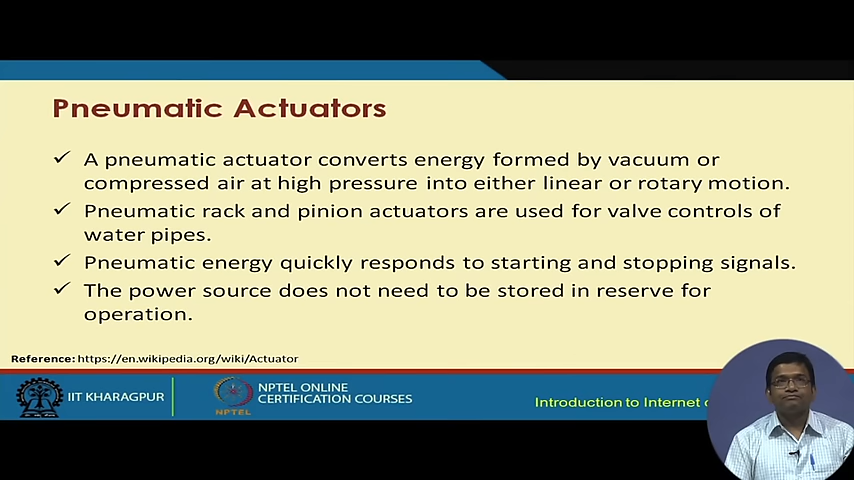 Pneumatic Actuators
✓ A pneumatic actuator converts energy formed by vacuum or
compressed air at high pressure into either linear or rotary motion.
✓ Pneumatic rack and pinion actuators are used for valve controls of
water pipes.
✓ Pneumatic energy quickly responds to starting and stopping signals.
✓ The power source does not need to be stored in reserve for
operation.
Reference: https://en.wikipedia.org/wiki/Actuator
IIT KHARAGPUR
NPTEL
NPTEL ONLINE
CERTIFICATION COURSES
Introduction to Internet